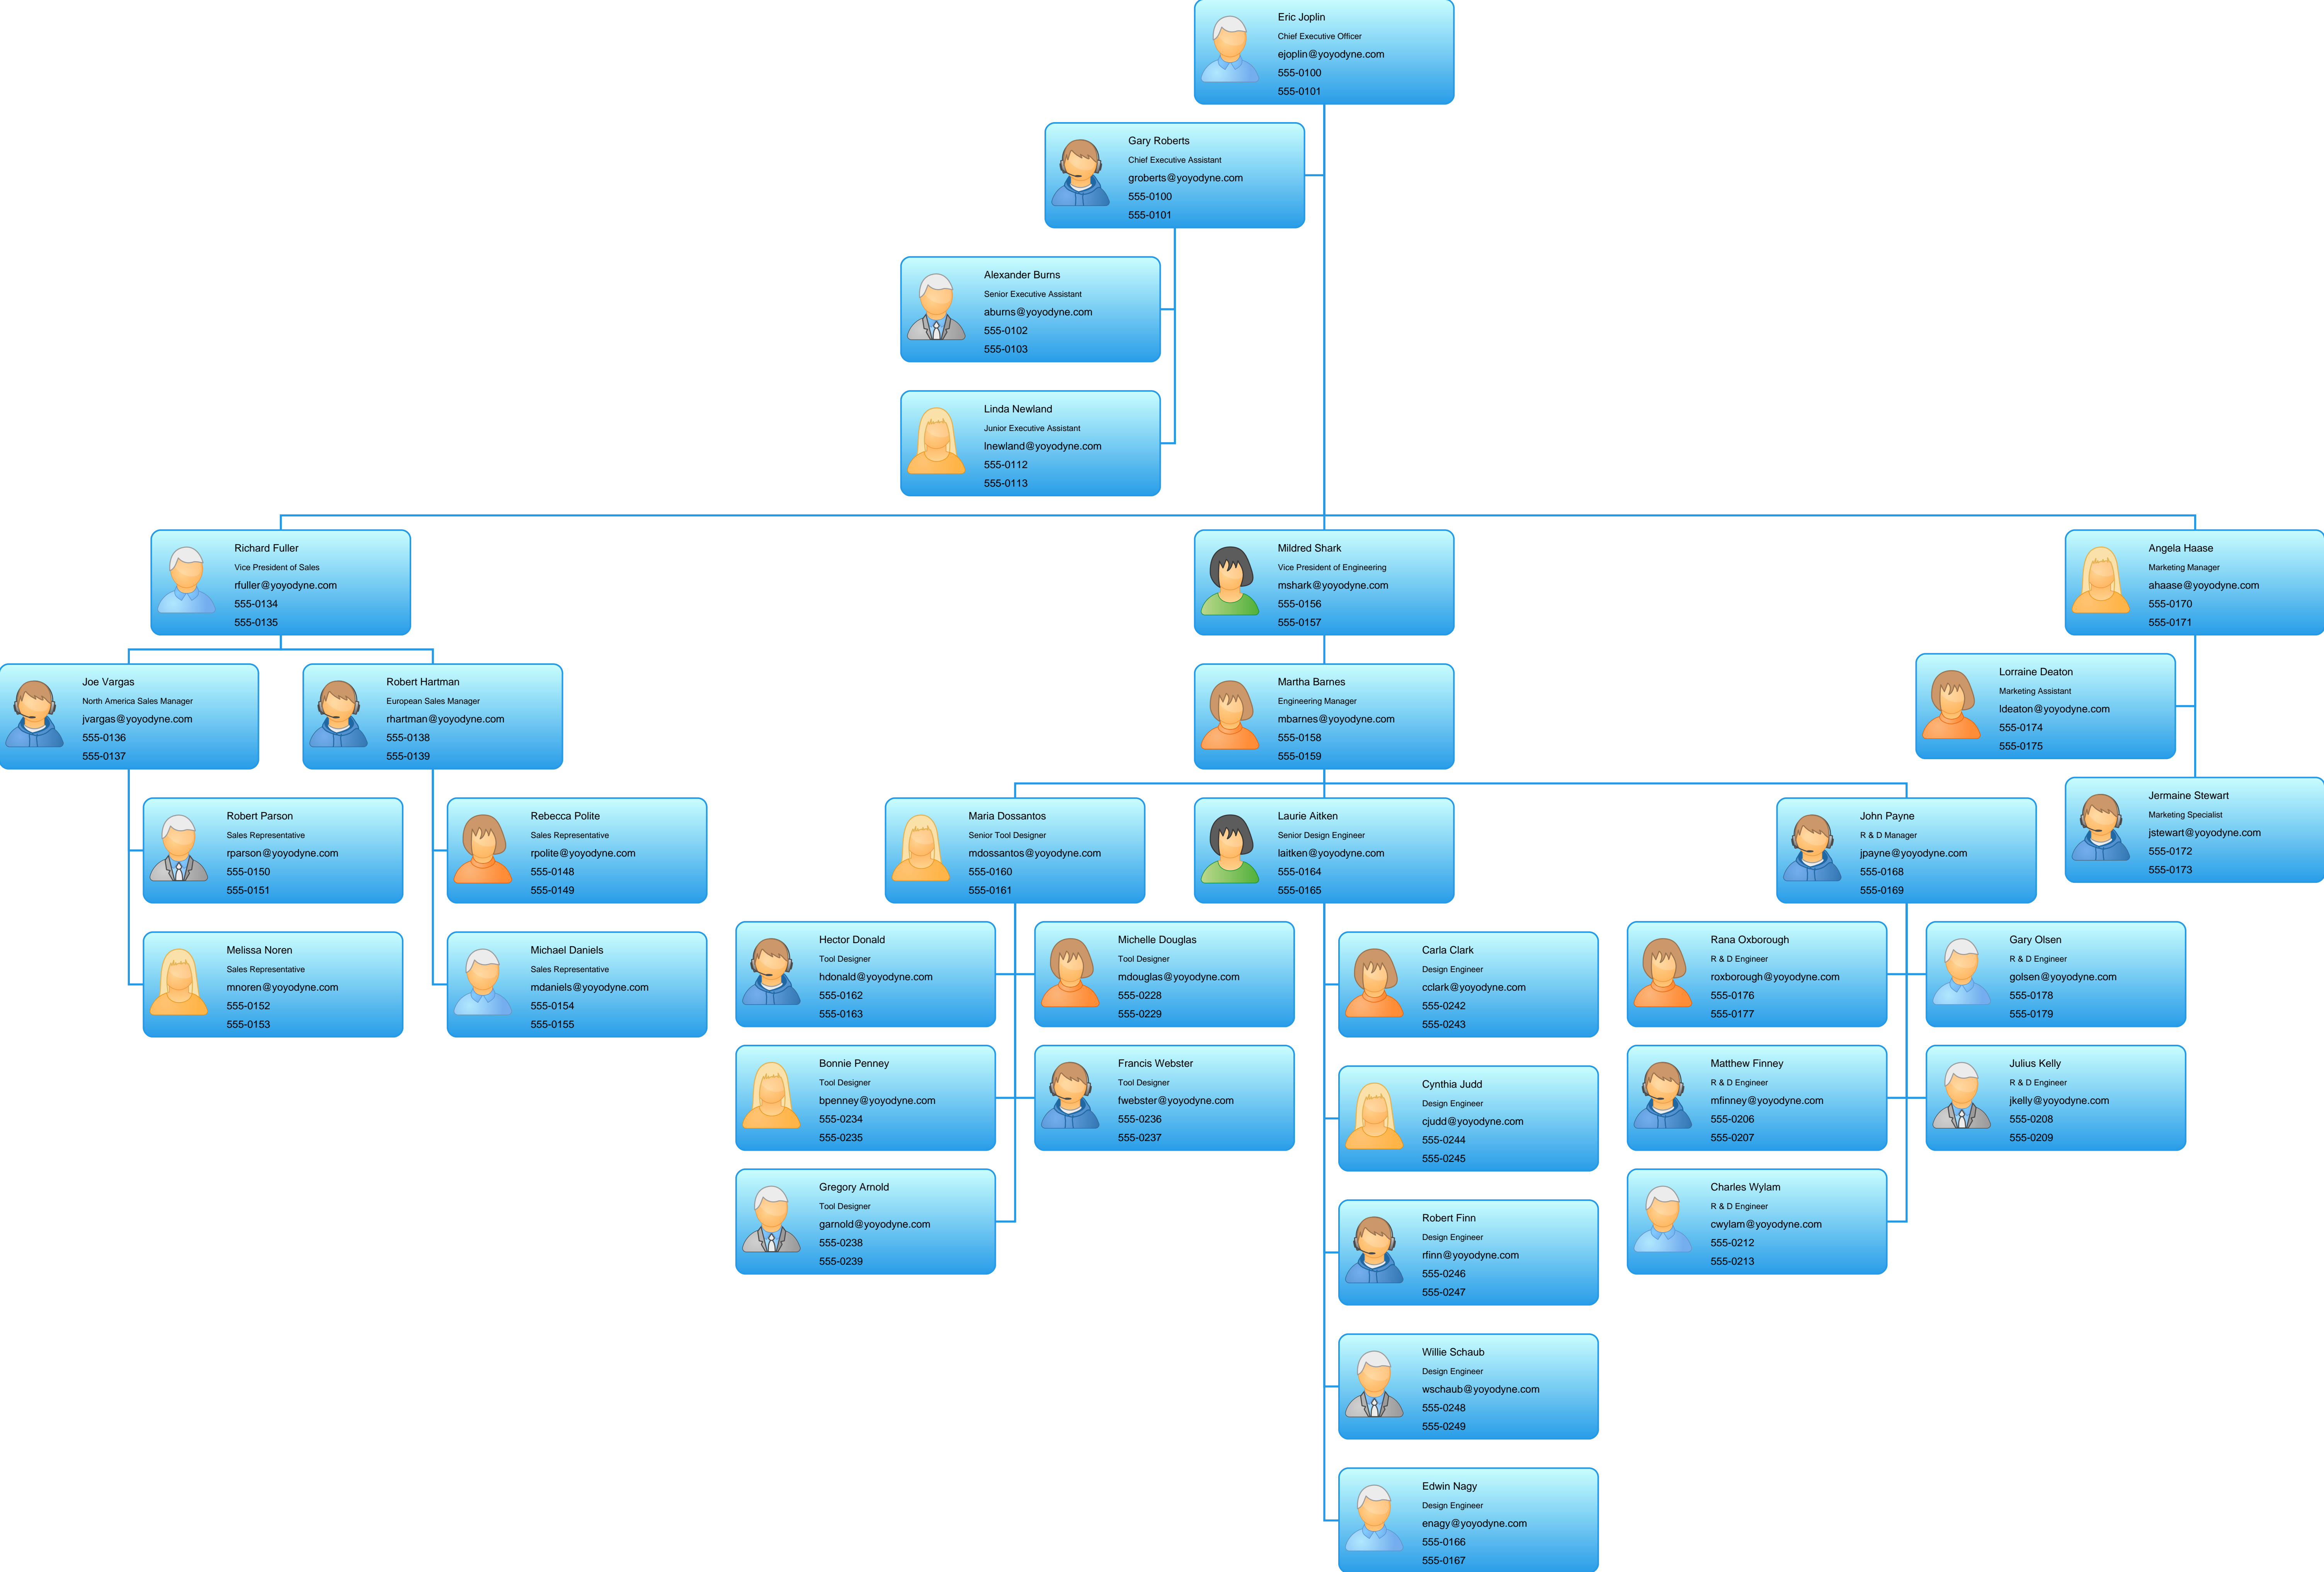 Eric Joplin
Chief Executive Officer
ejoplin@yoyodyne.com
555-0100
555-0101
Gary Roberts
Chief Executive Assistant
groberts@yoyodyne.com
555-0100
555-0101
Alexander Burns
Senior Executive Assistant
aburns@yoyodyne.com
555-0102
555-0103
Linda Newland
Junior Executive Assistant
lnewland@yoyodyne.com
555-0112
555-0113
Richard Fuller
Vice President of Sales
rfuller@yoyodyne.com
555-0134
555-0135
Mildred Shark
Vice President of Engineering
mshark@yoyodyne.com
555-0156
555-0157
Angela Haase
Marketing Manager
ahaase@yoyodyne.com
555-0170
555-0171
Joe Vargas
North America Sales Manager
jvargas@yoyodyne.com
555-0136
555-0137
Robert Hartman
European Sales Manager
rhartman@yoyodyne.com
555-0138
555-0139
Martha Barnes
Engineering Manager
mbarnes@yoyodyne.com
555-0158
555-0159
Lorraine Deaton
Marketing Assistant
ldeaton@yoyodyne.com
555-0174
555-0175
Robert Parson
Sales Representative
rparson@yoyodyne.com
555-0150
555-0151
Rebecca Polite
Sales Representative
rpolite@yoyodyne.com
555-0148
555-0149
Maria Dossantos
Senior Tool Designer
mdossantos@yoyodyne.com
555-0160
555-0161
Laurie Aitken
Senior Design Engineer
laitken@yoyodyne.com
555-0164
555-0165
John Payne
R & D Manager
jpayne@yoyodyne.com
555-0168
555-0169
Jermaine Stewart
Marketing Specialist
jstewart@yoyodyne.com
555-0172
555-0173
Melissa Noren
Sales Representative
mnoren@yoyodyne.com
555-0152
555-0153
Michael Daniels
Sales Representative
mdaniels@yoyodyne.com
555-0154
555-0155
Hector Donald
Tool Designer
hdonald@yoyodyne.com
555-0162
555-0163
Michelle Douglas
Tool Designer
mdouglas@yoyodyne.com
555-0228
555-0229
Carla Clark
Design Engineer
cclark@yoyodyne.com
555-0242
555-0243
Rana Oxborough
R & D Engineer
roxborough@yoyodyne.com
555-0176
555-0177
Gary Olsen
R & D Engineer
golsen@yoyodyne.com
555-0178
555-0179
Bonnie Penney
Tool Designer
bpenney@yoyodyne.com
555-0234
555-0235
Francis Webster
Tool Designer
fwebster@yoyodyne.com
555-0236
555-0237
Cynthia Judd
Design Engineer
cjudd@yoyodyne.com
555-0244
555-0245
Matthew Finney
R & D Engineer
mfinney@yoyodyne.com
555-0206
555-0207
Julius Kelly
R & D Engineer
jkelly@yoyodyne.com
555-0208
555-0209
Gregory Arnold
Tool Designer
garnold@yoyodyne.com
555-0238
555-0239
Robert Finn
Design Engineer
rfinn@yoyodyne.com
555-0246
555-0247
Charles Wylam
R & D Engineer
cwylam@yoyodyne.com
555-0212
555-0213
Willie Schaub
Design Engineer
wschaub@yoyodyne.com
555-0248
555-0249
Edwin Nagy
Design Engineer
enagy@yoyodyne.com
555-0166
555-0167